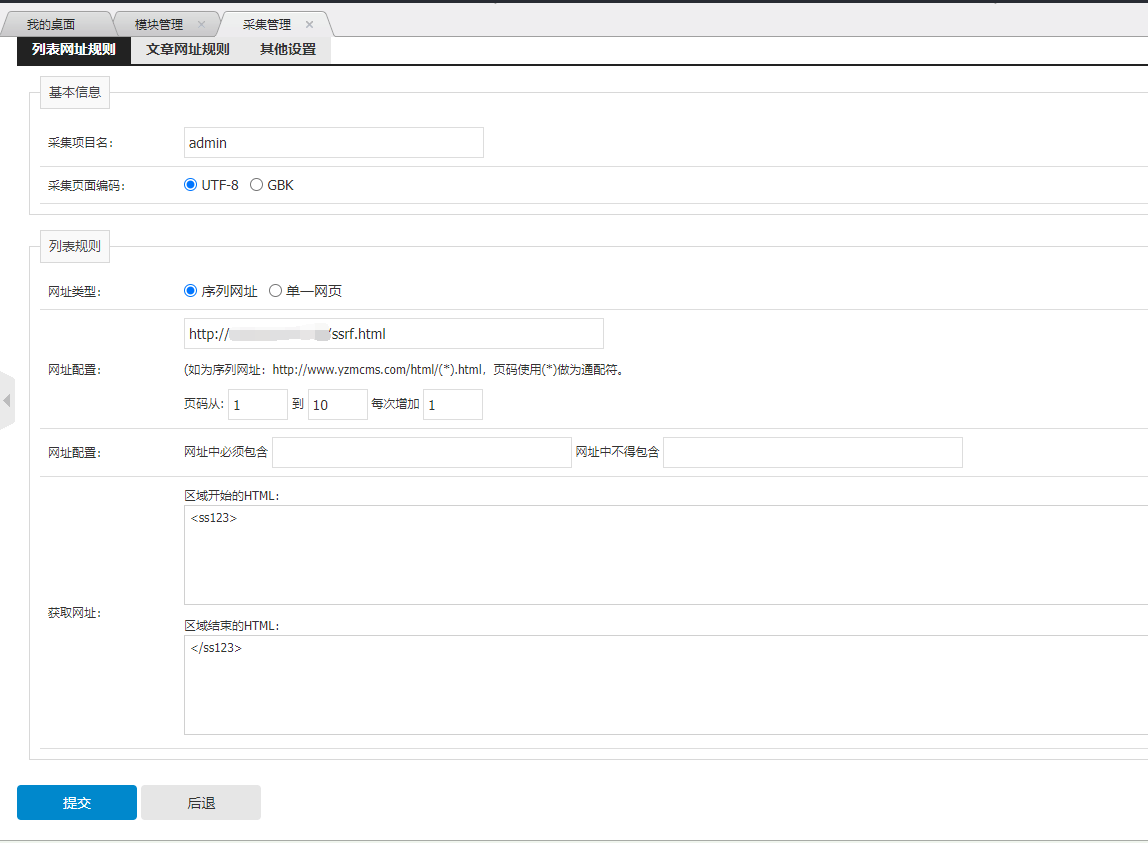 我的桌面 模块管理 × 采集管理 ×
列表网址规则 文章网址规则 其他设置
基本信息
采集项目名： admin
采集页面编码： UTF-8 GBK
列表规则
网址类型： 序列网址 单一网页
http:// /ssrf.html
网址配置： (如为序列网址：http://www.yzmcms.com/html/(*).html，页码使用(*)做为通配符。
页码从: 1 到 10 每次增加 1
网址配置： 网址中必须包含 网址中不得包含
区域开始的HTML：
<ss123>
获取网址：
区域结束的HTML：
</ss123>
提交 后退